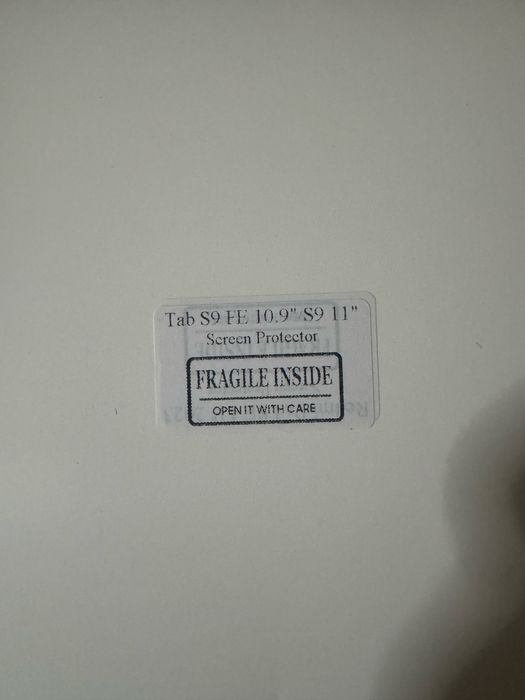 Tab S9 FE 10.9"/S9 11"
Screen Protector
FRAGILE INSIDE
OPEN IT WITH CARE